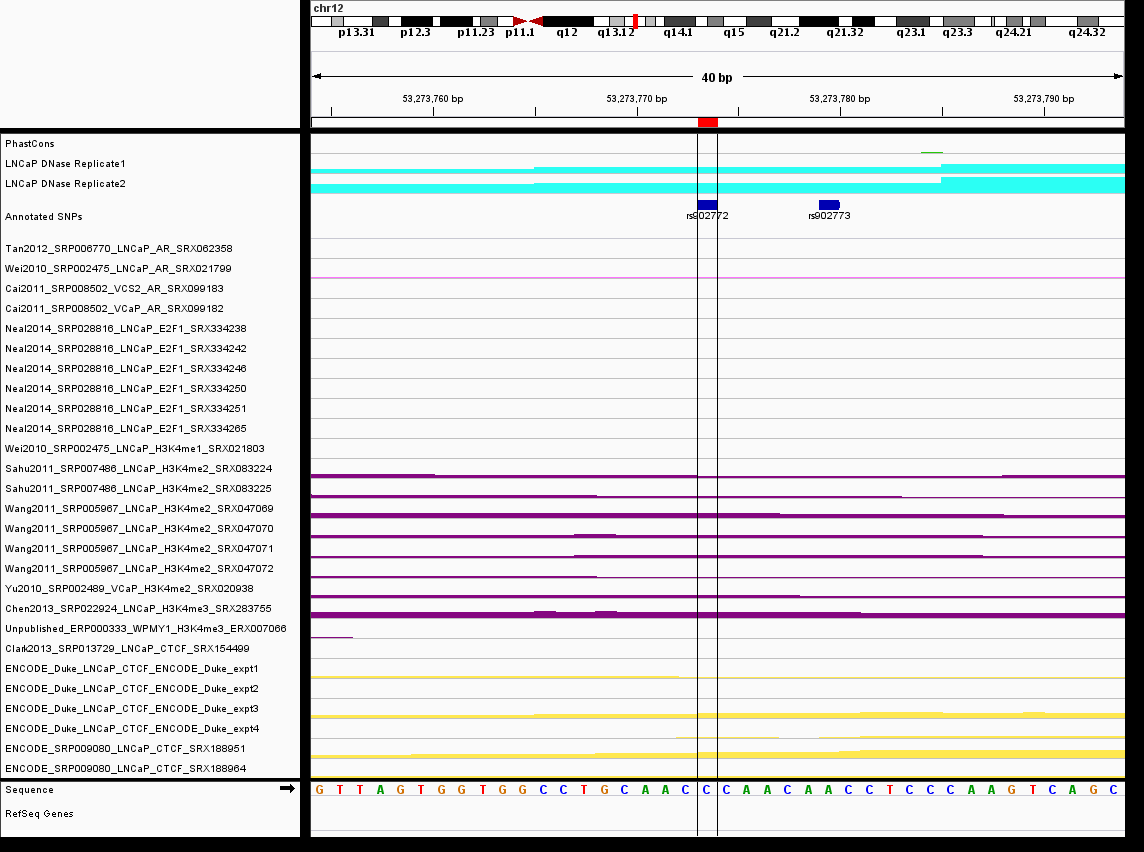 chr12
p13.31 p12.3 p11.23 p11.1 q12 q13.12 q14.1 q15 q21.2 q21.32 q23.1 q23.3 q24.21 q24.32
40 bp
53,273,760 bp 53,273,770 bp 53,273,780 bp 53,273,790 bp
PhastCons
LNCaP DNase Replicate1
LNCaP DNase Replicate2
Annotated SNPs
rs902772 rs902773
Tan2012_SRP006770_LNCaP_AR_SRX062358
Wei2010_SRP002475_LNCaP_AR_SRX021799
Cai2011_SRP008502_VCS2_AR_SRX099183
Cai2011_SRP008502_VCaP_AR_SRX099182
Neal2014_SRP028816_LNCaP_E2F1_SRX334238
Neal2014_SRP028816_LNCaP_E2F1_SRX334242
Neal2014_SRP028816_LNCaP_E2F1_SRX334246
Neal2014_SRP028816_LNCaP_E2F1_SRX334250
Neal2014_SRP028816_LNCaP_E2F1_SRX334251
Neal2014_SRP028816_LNCaP_E2F1_SRX334265
Wei2010_SRP002475_LNCaP_H3K4me1_SRX021803
Sahu2011_SRP007486_LNCaP_H3K4me2_SRX083224
Sahu2011_SRP007486_LNCaP_H3K4me2_SRX083225
Wang2011_SRP005967_LNCaP_H3K4me2_SRX047069
Wang2011_SRP005967_LNCaP_H3K4me2_SRX047070
Wang2011_SRP005967_LNCaP_H3K4me2_SRX047071
Wang2011_SRP005967_LNCaP_H3K4me2_SRX047072
Yu2010_SRP002489_VCaP_H3K4me2_SRX020938
Chen2013_SRP022924_LNCaP_H3K4me3_SRX283755
Unpublished_ERP000333_WPMY1_H3K4me3_ERX007066
Clark2013_SRP013729_LNCaP_CTCF_SRX154499
ENCODE_Duke_LNCaP_CTCF_ENCODE_Duke_expt1
ENCODE_Duke_LNCaP_CTCF_ENCODE_Duke_expt2
ENCODE_Duke_LNCaP_CTCF_ENCODE_Duke_expt3
ENCODE_Duke_LNCaP_CTCF_ENCODE_Duke_expt4
ENCODE_SRP009080_LNCaP_CTCF_SRX188951
ENCODE_SRP009080_LNCaP_CTCF_SRX188964
Sequence G T T A G T G G T G G C C T G C A A C C C A A C A A C C T C C C A A G T C A G C
RefSeq Genes